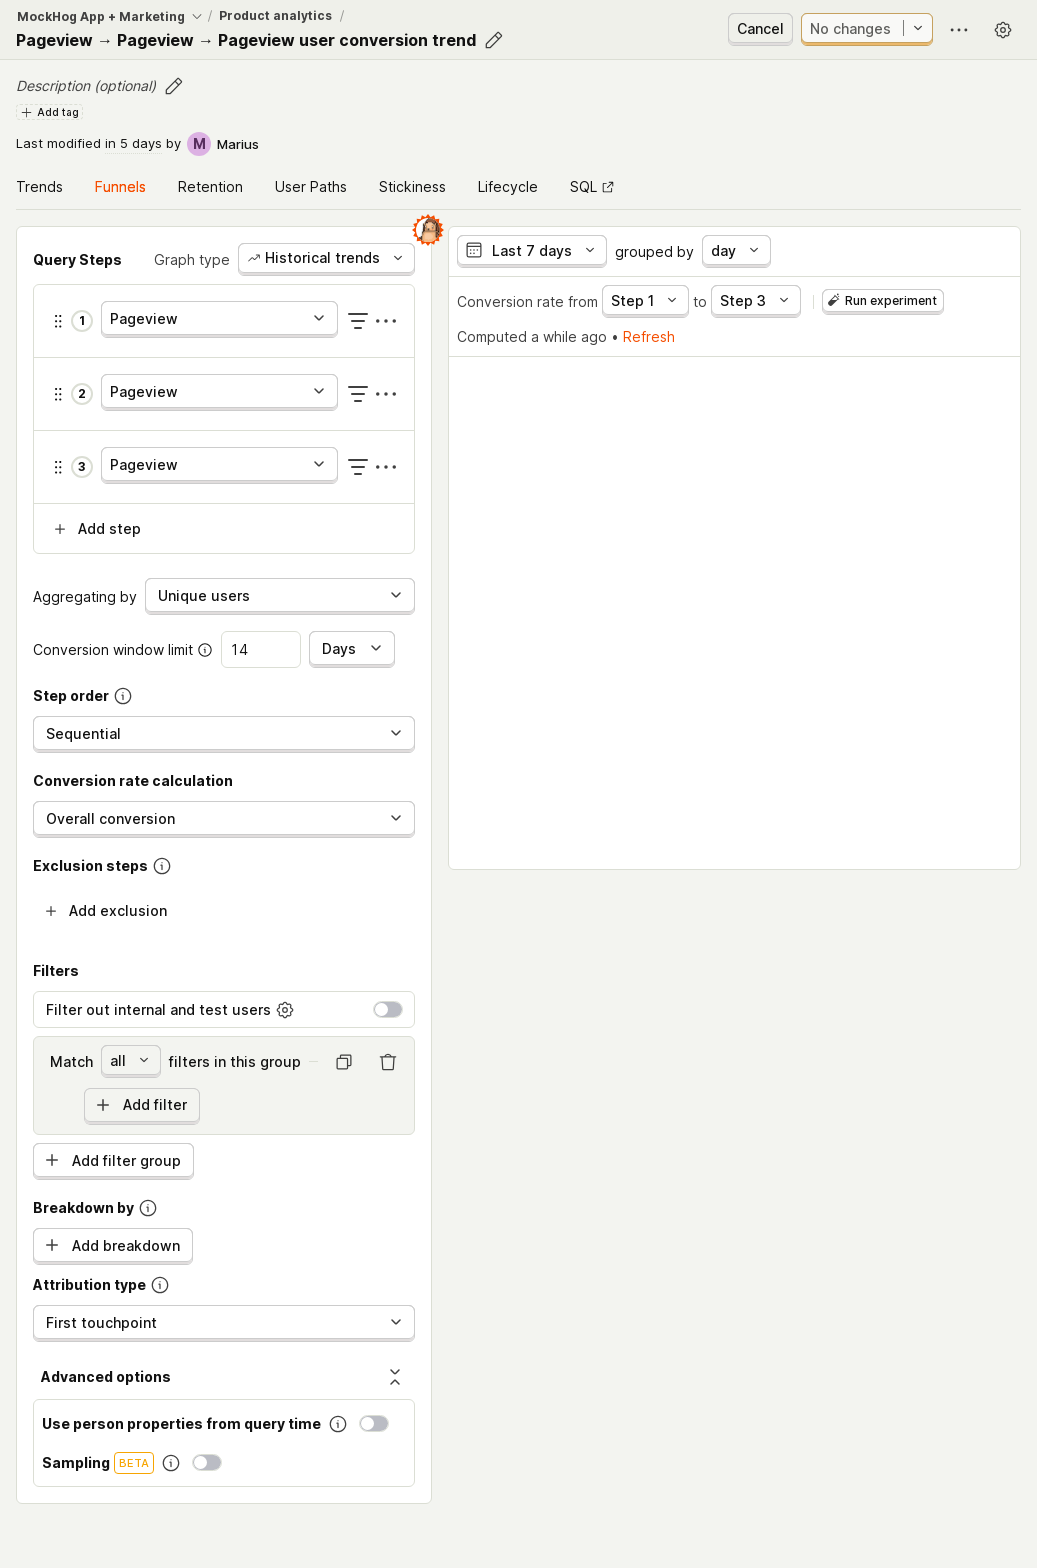 MockHog App + Marketing / Product analytics /
Pageview → Pageview → Pageview user conversion trend
Cancel
No changes
Description (optional)
Add tag
Last modified in 5 days by M Marius
Trends Funnels Retention User Paths Stickiness Lifecycle SQL
Query Steps Graph type Historical trends
1 Pageview
2 Pageview
3 Pageview
Add step
Aggregating by Unique users
Conversion window limit 14 Days
Step order
Sequential
Conversion rate calculation
Overall conversion
Exclusion steps
Add exclusion
Filters
Filter out internal and test users
Match all filters in this group
Add filter
Add filter group
Breakdown by
Add breakdown
Attribution type
First touchpoint
Advanced options
Use person properties from query time
Sampling BETA
Last 7 days grouped by day
Conversion rate from Step 1 to Step 3 Run experiment
Computed a while ago • Refresh